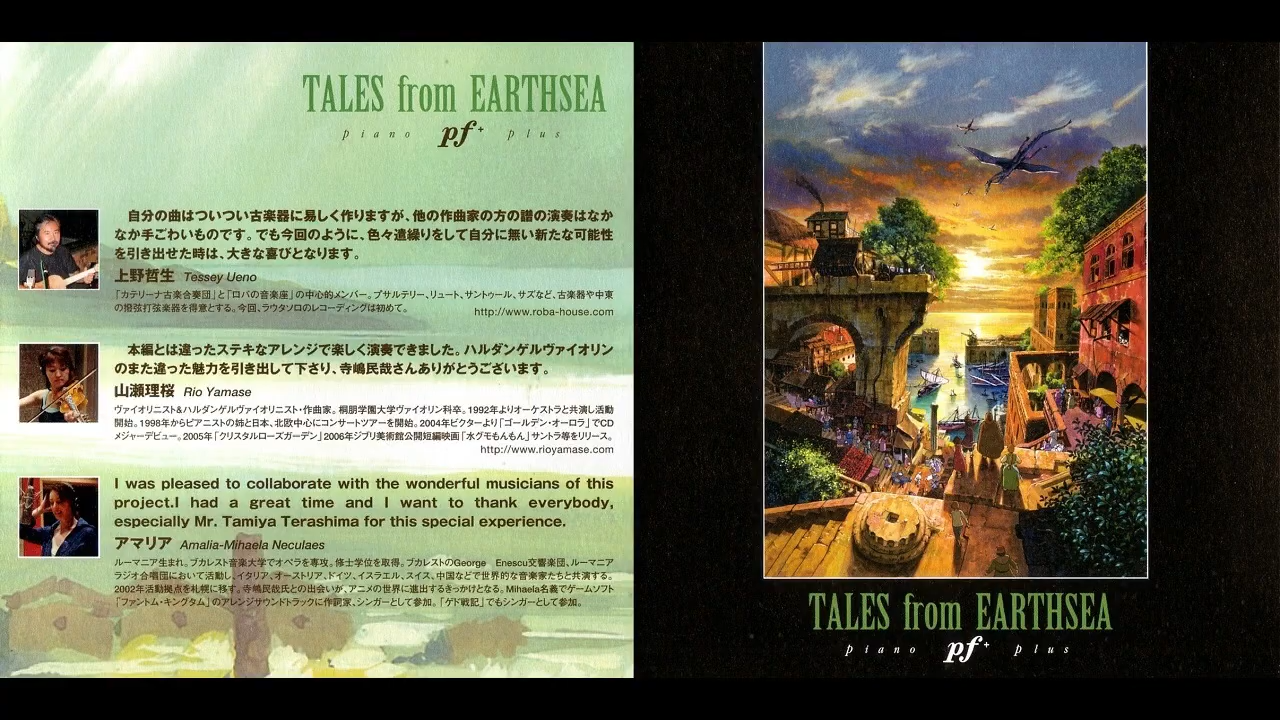 TALES from EARTHSEA
piano pf+ plus
自分の曲はついつい古楽器に易しく作りますが、他の作曲家の方の譜の演奏はなか
なか手ごわいものです。でも今回のように、色々遣繰りをして自分に無い新たな可能性
を引き出せた時は、大きな喜びとなります。
上野哲生 Tessey Ueno
「カテリーナ古楽合奏団」と「ロバの音楽座」の中心的メンバー。プサルテリー、リュート、サントゥール、サズなど、古楽器や中東
の撥弦打弦楽器を得意とする。今回、ラウタソロのレコーディングは初めて。
http://www.roba-house.com
本編とは違ったステキなアレンジで楽しく演奏できました。ハルダンゲルヴァイオリン
のまた違った魅力を引き出して下さり、寺嶋民哉さんありがとうございます。
山瀬理桜 Rio Yamase
ヴァイオリニスト&ハルダンゲルヴァイオリニスト・作曲家。桐朋学園大学ヴァイオリン科卒。1992年よりオーケストラと共演し活動
開始。1998年からピアニストの姉と日本、北欧中心にコンサートツアーを開始。2004年ビクターより「ゴールデン・オーロラ」でCD
メジャーデビュー。2005年「クリスタルローズガーデン」2006年ジブリ美術館公開短編映画「水グモもんもん」サントラ等をリリース。
http://www.rioyamase.com
I was pleased to collaborate with the wonderful musicians of this
project.I had a great time and I want to thank everybody,
especially Mr. Tamiya Terashima for this special experience.
アマリア Amalia-Mihaela Neculaes
ルーマニア生まれ。ブカレスト音楽大学でオペラを専攻。修士学位を取得。ブカレストのGeorge Enescu交響楽団、ルーマニア
ラジオ合唱団において活動し、イタリア、オーストリア、ドイツ、イスラエル、スイス、中国などで世界的な音楽家たちと共演する。
2002年活動拠点を札幌に移す。寺嶋民哉氏との出会いが、アニメの世界に進出するきっかけとなる。Mihaela名義でゲームソフト
「ファントム・キングダム」のアレンジサウンドトラックに作詞家、シンガーとして参加。「ゲド戦記」でもシンガーとして参加。
TALES from EARTHSEA
piano pf+ plus